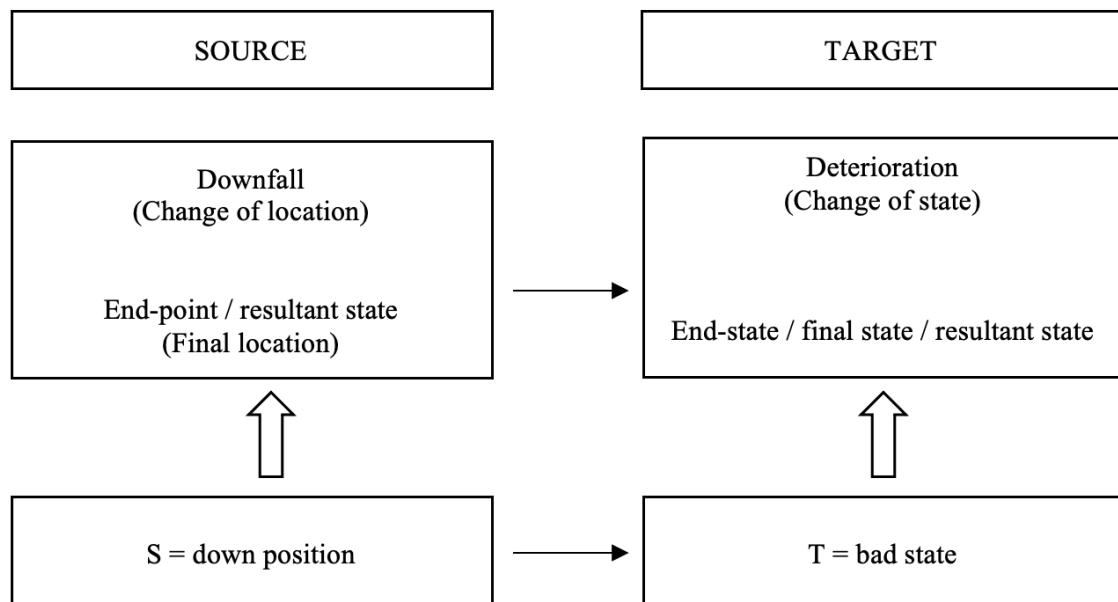 SOURCE
TARGET
Downfall
(Change of location)
End-point / resultant state
(Final location)
Deterioration
(Change of state)
End-state / final state / resultant state
S = down position
T = bad state